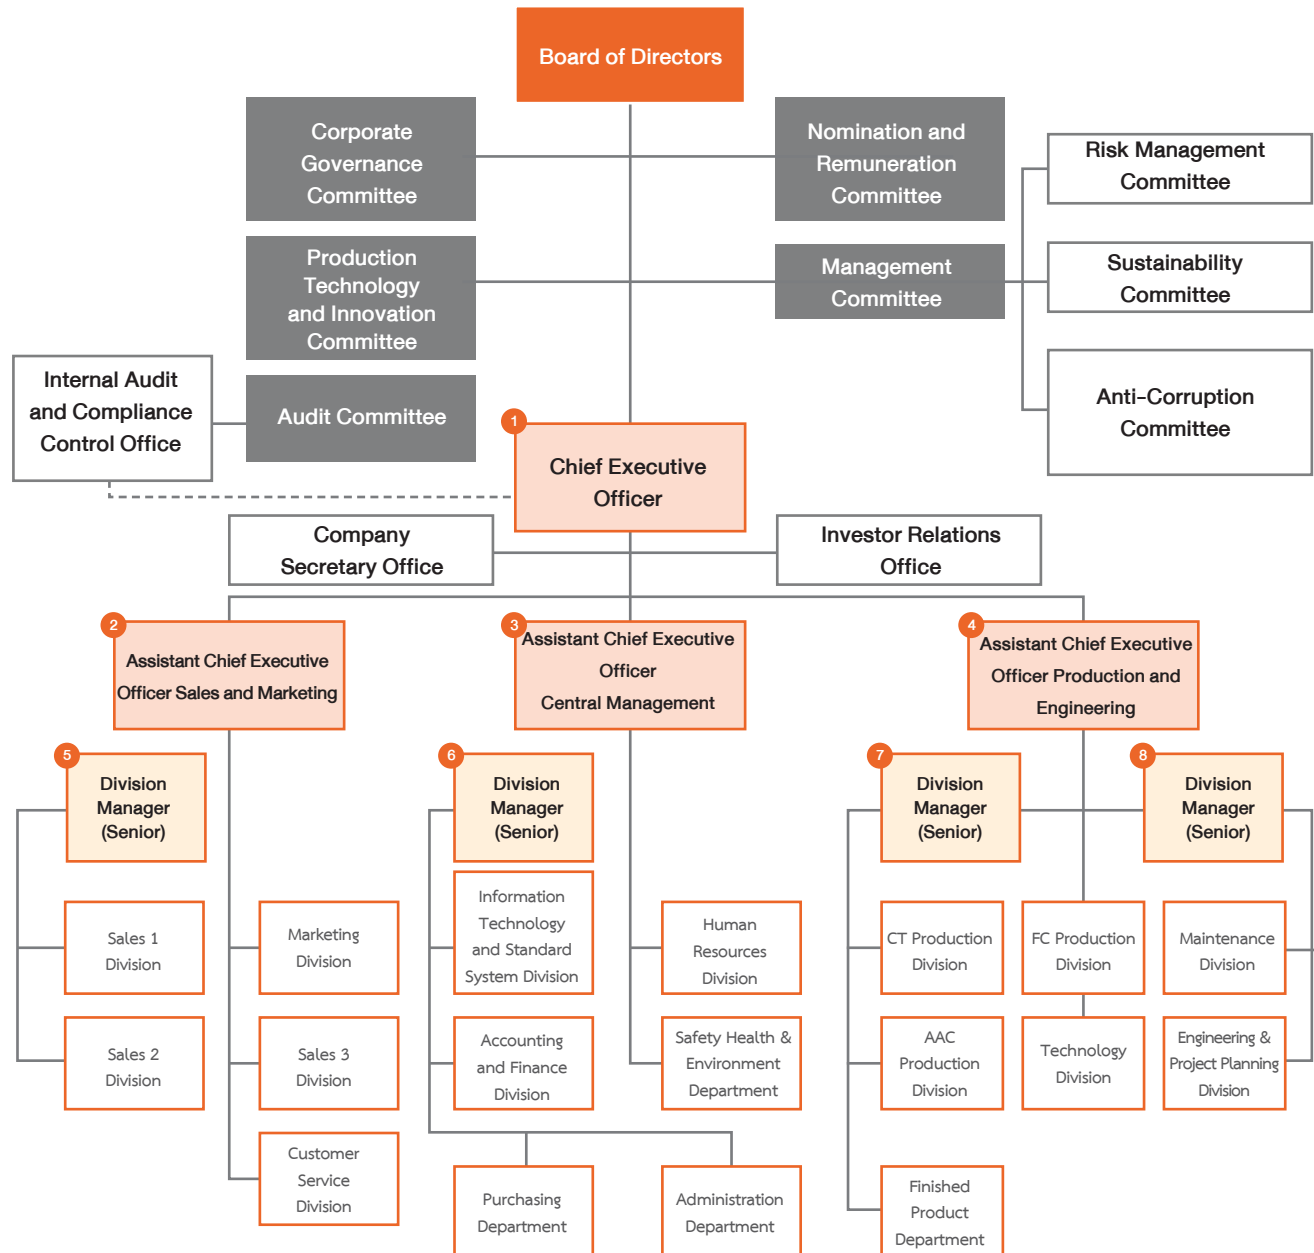 Board of Directors
Corporate
Governance
Committee
Nomination and
Remuneration
Committee
Risk Management
Committee
Production
Technology
and Innovation
Committee
Management
Committee
Sustainability
Committee
Internal Audit
and Compliance
Control Office
Audit Committee
Anti-Corruption
Committee
1
Chief Executive
Officer
Company
Secretary Office
Investor Relations
Office
2
Assistant Chief Executive
Officer Sales and Marketing
3
Assistant Chief Executive
Officer
Central Management
4
Assistant Chief Executive
Officer Production and
Engineering
5
Division
Manager
(Senior)
6
Division
Manager
(Senior)
7
Division
Manager
(Senior)
8
Division
Manager
(Senior)
Sales 1
Division
Marketing
Division
Information
Technology
and Standard
System Division
Human
Resources
Division
CT Production
Division
FC Production
Division
Maintenance
Division
Sales 2
Division
Sales 3
Division
Accounting
and Finance
Division
Safety Health &
Environment
Department
AAC
Production
Division
Technology
Division
Engineering &
Project Planning
Division
Customer
Service
Division
Purchasing
Department
Administration
Department
Finished
Product
Department